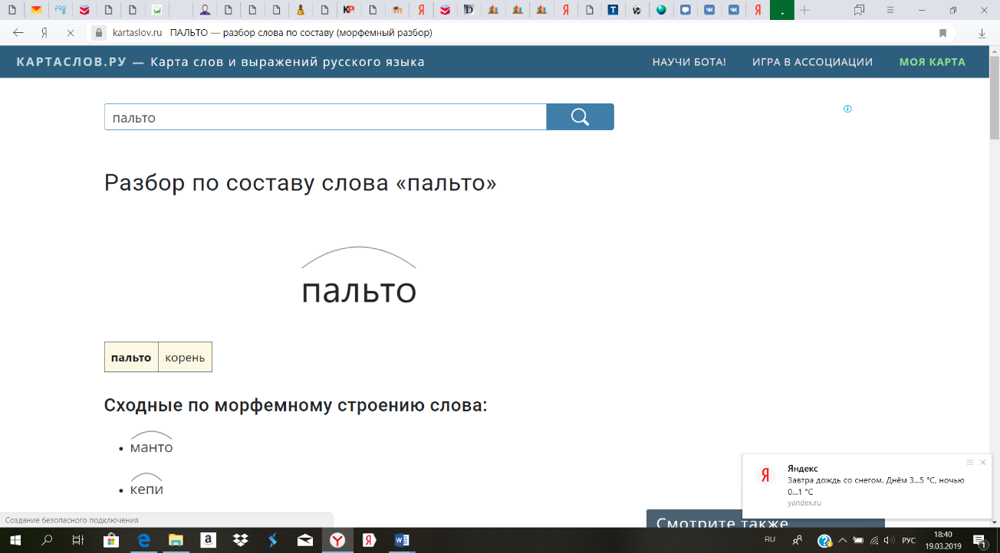 kartaslov.ru ПАЛЬТО — разбор слова по составу (морфемный разбор)
КАРТАСЛОВ.РУ — Карта слов и выражений русского языка
НАУЧИ БОТА! ИГРА В АССОЦИАЦИИ МОЯ КАРТА
пальто
Разбор по составу слова «пальто»
пальто
пальто корень
Сходные по морфемному строению слова:
манто
кепи
Яндекс
Завтра дождь со снегом. Днём 3...5 °C, ночью
0...1 °C
yandex.ru
Смотрите также
Создание безопасного подключения
RU
РУС
18:40
19.03.2019